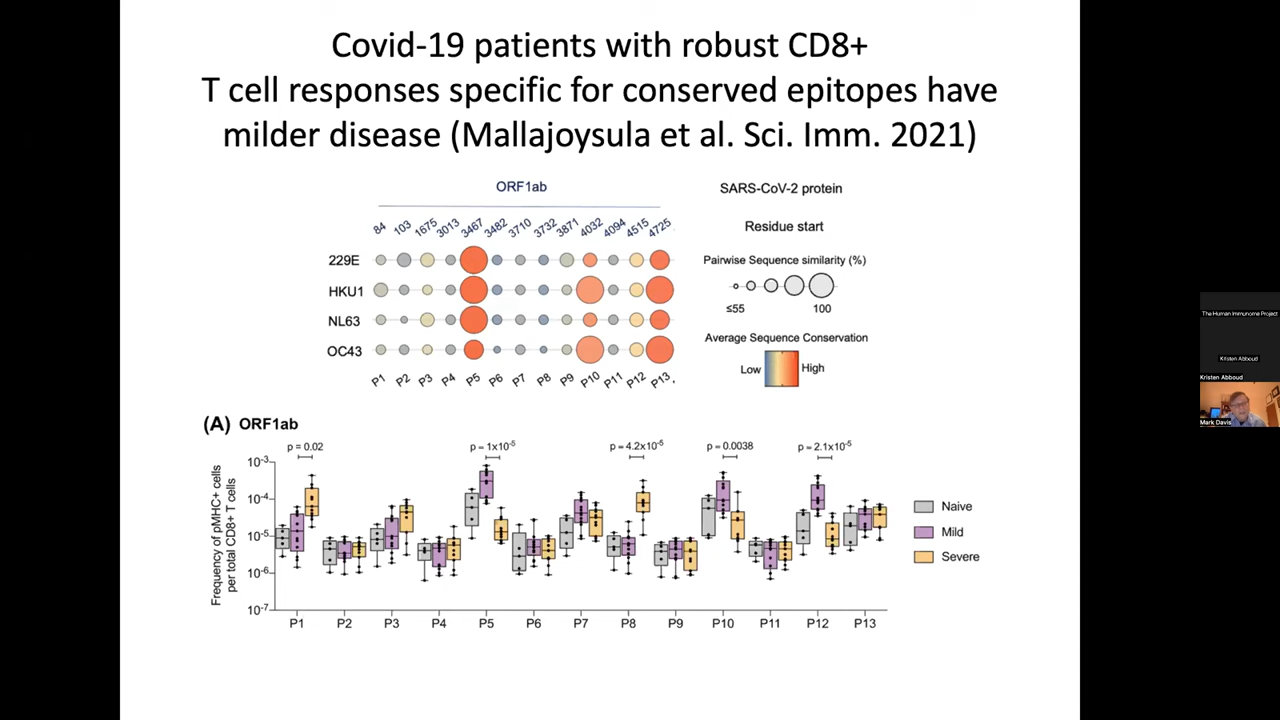 Covid-19 patients with robust CD8+
T cell responses specific for conserved epitopes have
milder disease (Mallajoysula et al. Sci. Imm. 2021)
ORF1ab
SARS-CoV-2 protein
84 103 1675 3013 3467 3482 3710 3732 3871 4032 4094 4515 4725
Residue start
229E
HKU1
NL63
OC43
P1 P2 P3 P4 P5 P6 P7 P8 P9 P10 P11 P12 P13
Pairwise Sequence similarity (%)
≤55 100
Average Sequence Conservation
Low High
(A) ORF1ab
p = 0.02 p = 1x10⁻⁵ p = 4.2x10⁻⁵ p = 0.0038 p = 2.1x10⁻⁵
Frequency of pMHC+ cells
per total CD8+ T cells
10⁻³
10⁻⁴
10⁻⁵
10⁻⁶
10⁻⁷
P1 P2 P3 P4 P5 P6 P7 P8 P9 P10 P11 P12 P13
Naive
Mild
Severe
The Human Immunome Project
Kristen Abboud
Kristen Abboud
Mark Davis